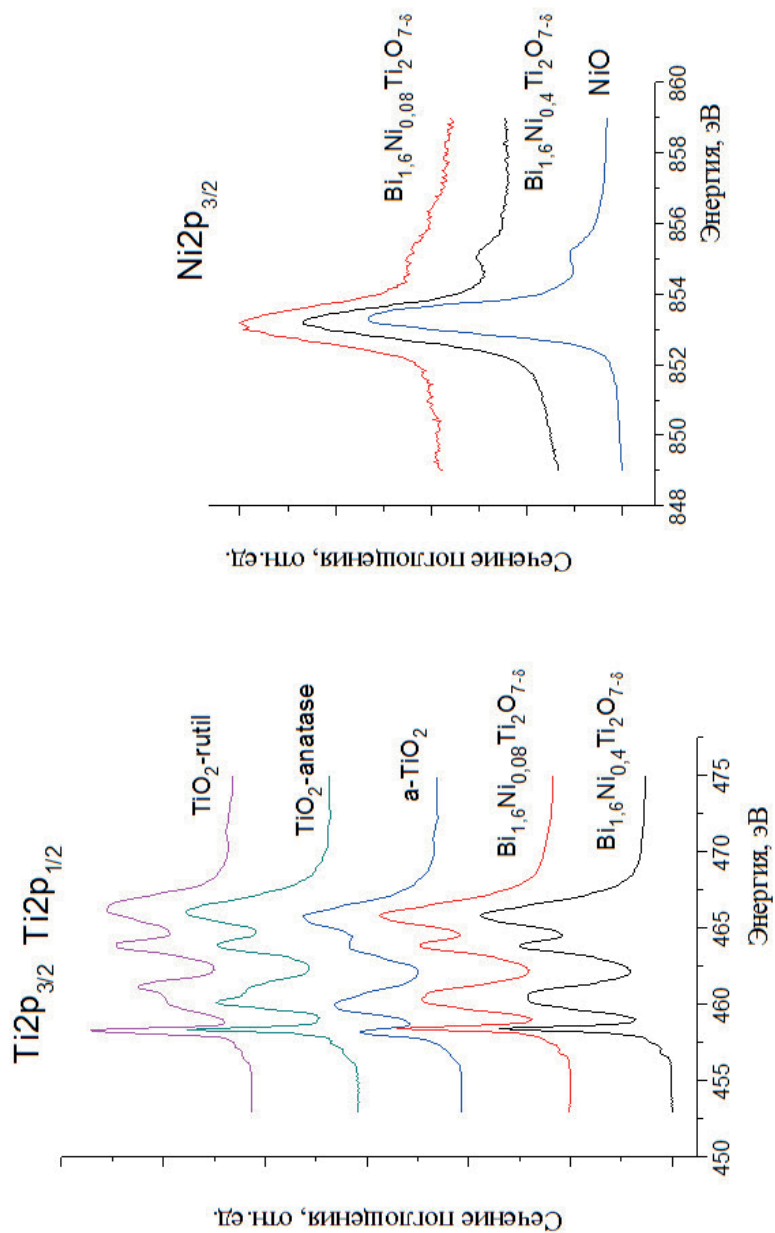 Ti2p3/2 Ti2p1/2
TiO2-rutil
TiO2-anatase
a-TiO2
Bi1,6Ni0,08Ti2O7-δ
Bi1,6Ni0,4Ti2O7-δ
Сечение поглощения, отн.ед.
450 455 460 465 470 475
Энергия, эВ
Ni2p3/2
Bi1,6Ni0,08Ti2O7-δ
Bi1,6Ni0,4Ti2O7-δ
NiO
Сечение поглощения, отн.ед.
848 850 852 854 856 858 860
Энергия, эВ